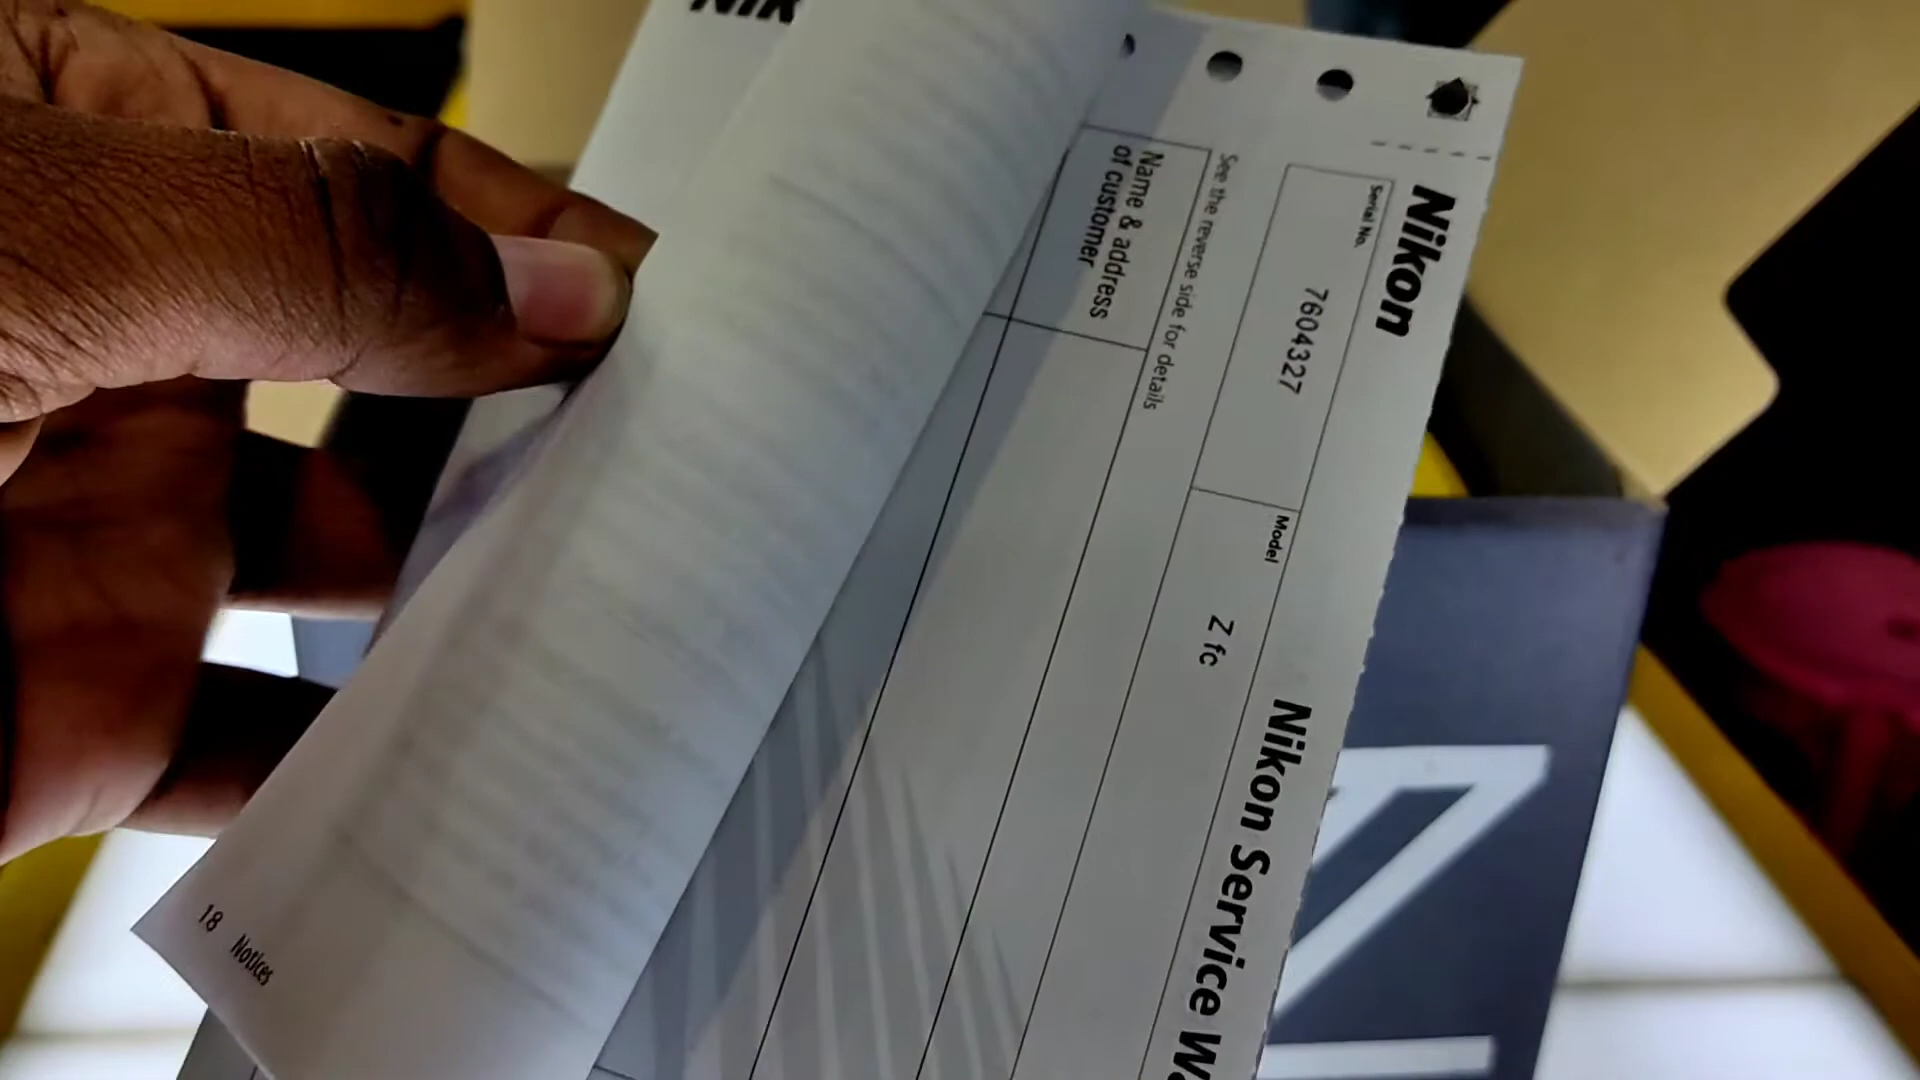 Nik
Nikon
Serial No.
7604327
Model
Z fc
Nikon Service Wa
See the reverse side for details
Name & address
of customer
18 Notices
Z